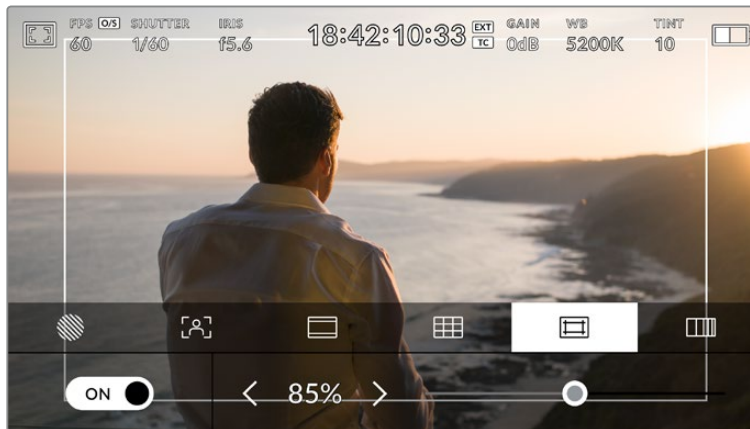 FPS O/S SHUTTER IRIS 18:42:10:33 EXT GAIN WB TINT
60 1/60 f5.6 TC 0dB 5200K 10
ON 85%